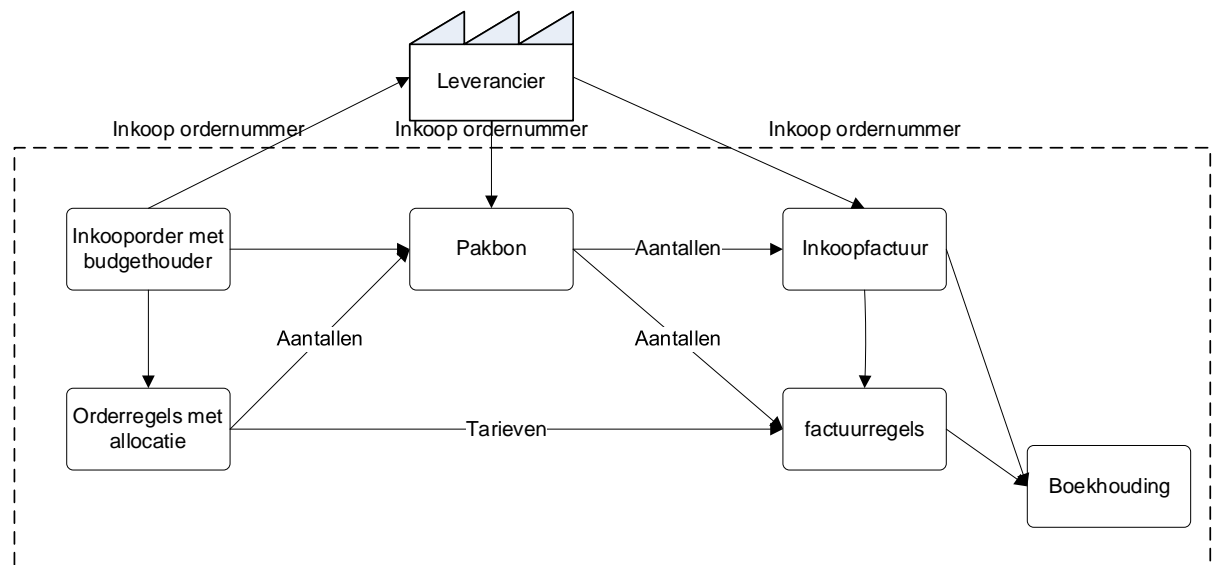 Leverancier
Inkoop ordernummer
Inkoop ordernummer
Inkoop ordernummer
Inkooporder met
budgethouder
Pakbon
Aantallen
Inkoopfactuur
Aantallen
Aantallen
Orderregels met
allocatie
Tarieven
factuurregels
Boekhouding